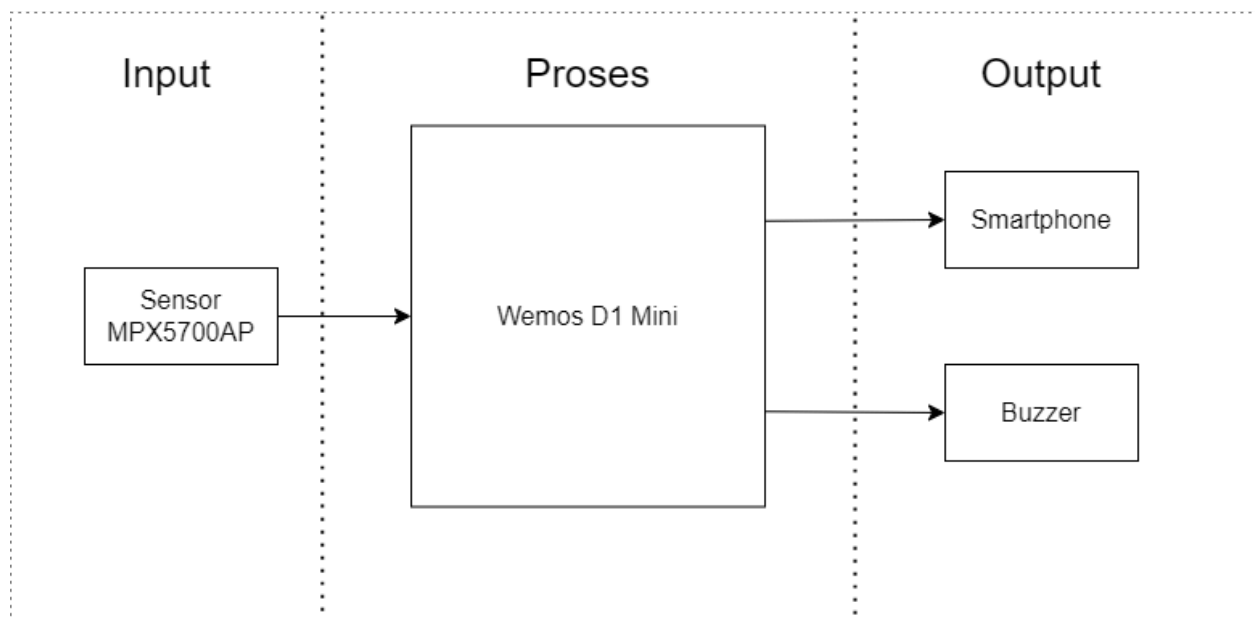 Input
Proses
Output
Sensor
MPX5700AP
Wemos D1 Mini
Smartphone
Buzzer